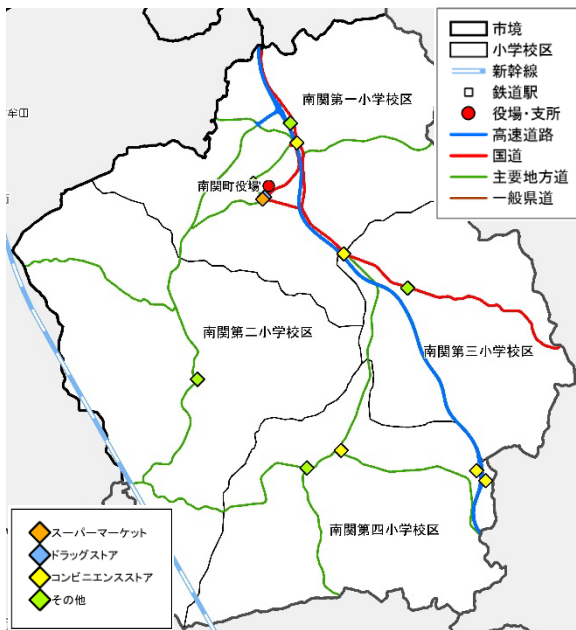 市境
小学校区
新幹線
鉄道駅
役場・支所
高速道路
国道
主要地方道
一般県道
南関第一小学校区
牟田
南関町役場
南関第二小学校区
南関第三小学校区
南関第四小学校区
スーパーマーケット
ドラッグストア
コンビニエンスストア
その他